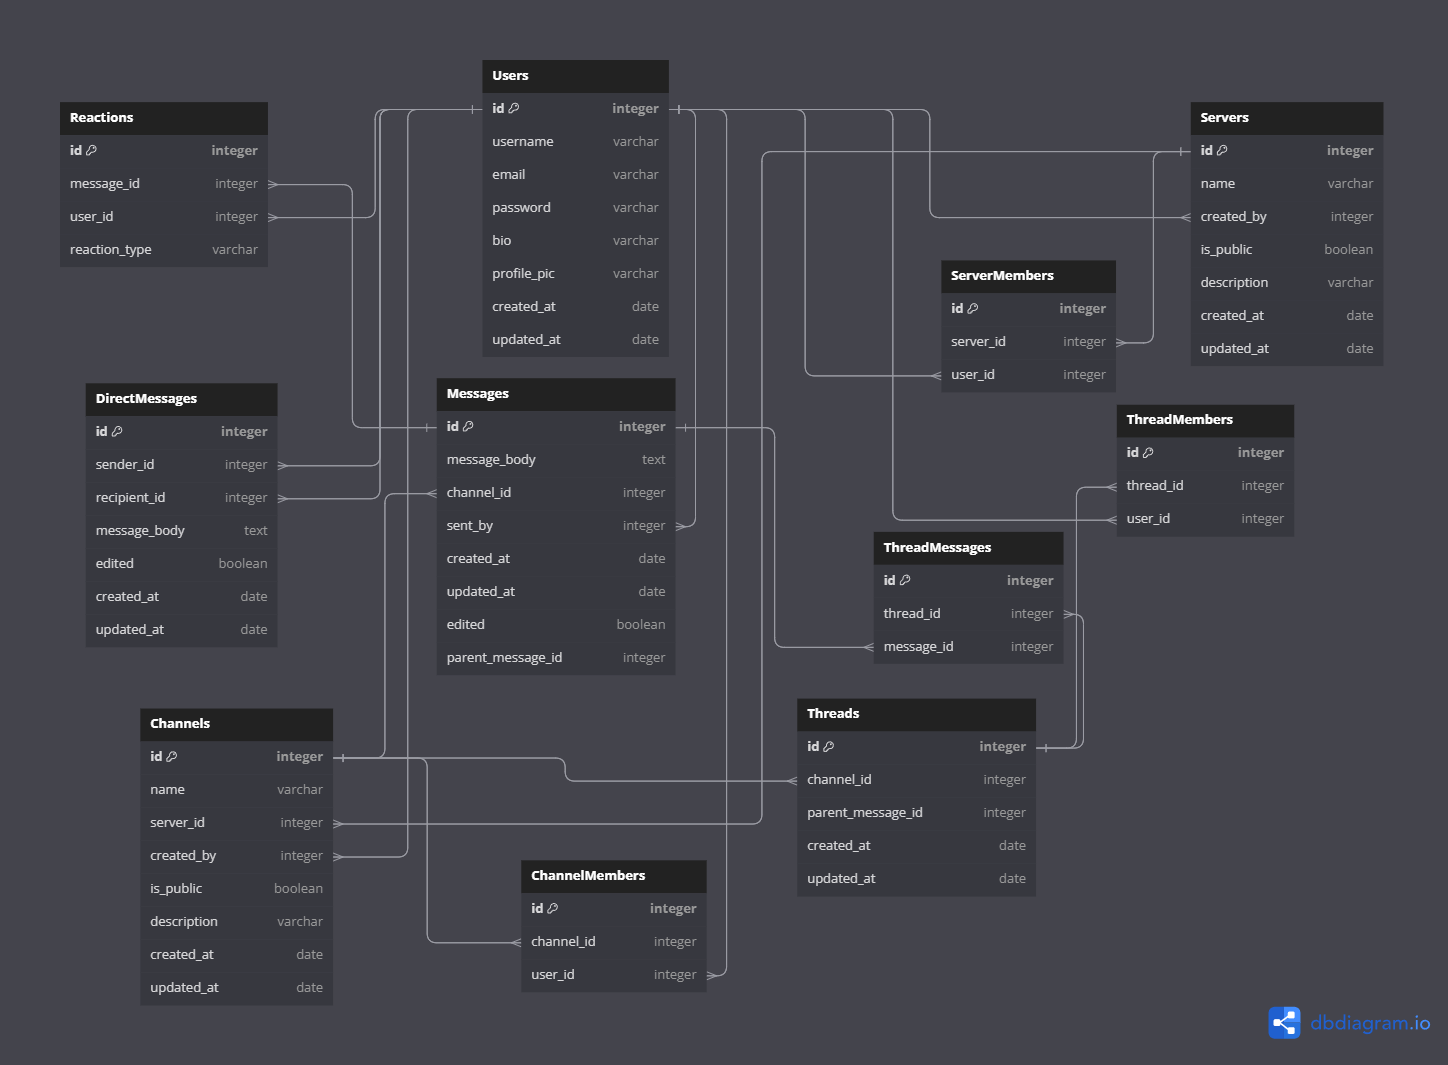 Users
id integer
username varchar
email varchar
password varchar
bio varchar
profile_pic varchar
created_at date
updated_at date
Reactions
id integer
message_id integer
user_id integer
reaction_type varchar
Servers
id integer
name varchar
created_by integer
is_public boolean
description varchar
created_at date
updated_at date
ServerMembers
id integer
server_id integer
user_id integer
DirectMessages
id integer
sender_id integer
recipient_id integer
message_body text
edited boolean
created_at date
updated_at date
Messages
id integer
message_body text
channel_id integer
sent_by integer
created_at date
updated_at date
edited boolean
parent_message_id integer
ThreadMembers
id integer
thread_id integer
user_id integer
ThreadMessages
id integer
thread_id integer
message_id integer
Channels
id integer
name varchar
server_id integer
created_by integer
is_public boolean
description varchar
created_at date
updated_at date
Threads
id integer
channel_id integer
parent_message_id integer
created_at date
updated_at date
ChannelMembers
id integer
channel_id integer
user_id integer
dbdiagram.io